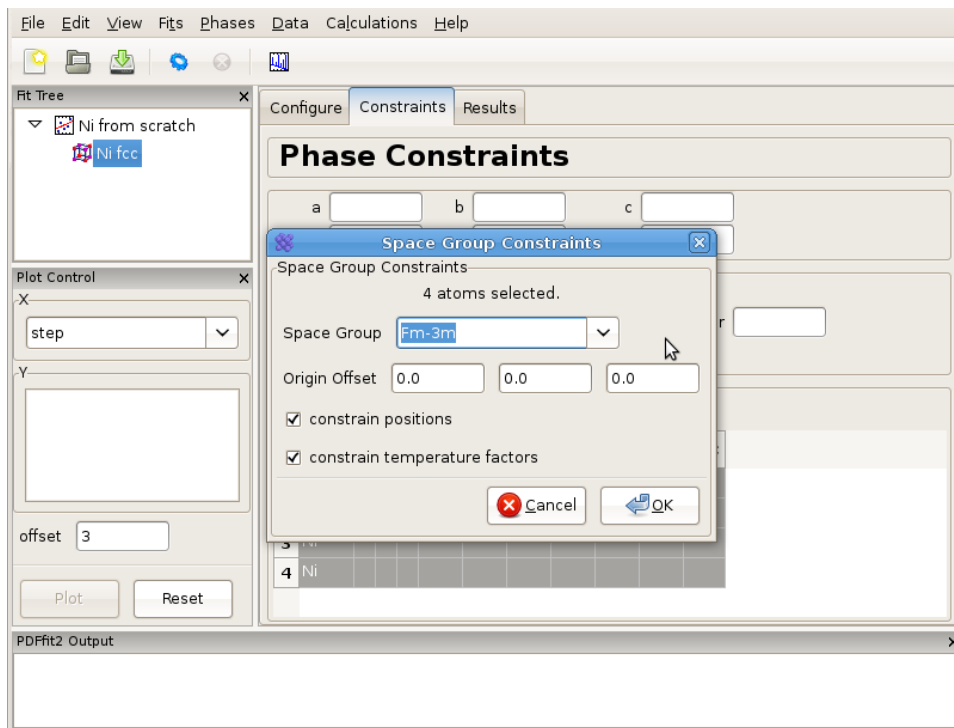 File Edit View Fits Phases Data Calculations Help
Fit Tree
Ni from scratch
Ni fcc
Plot Control
X
step
Y
offset 3
Plot Reset
Configure Constraints Results
Phase Constraints
a b c
r
Space Group Constraints
Space Group Constraints
4 atoms selected.
Space Group Fm-3m
Origin Offset 0.0 0.0 0.0
constrain positions
constrain temperature factors
Cancel OK
3 Ni
4 Ni
PDFfit2 Output